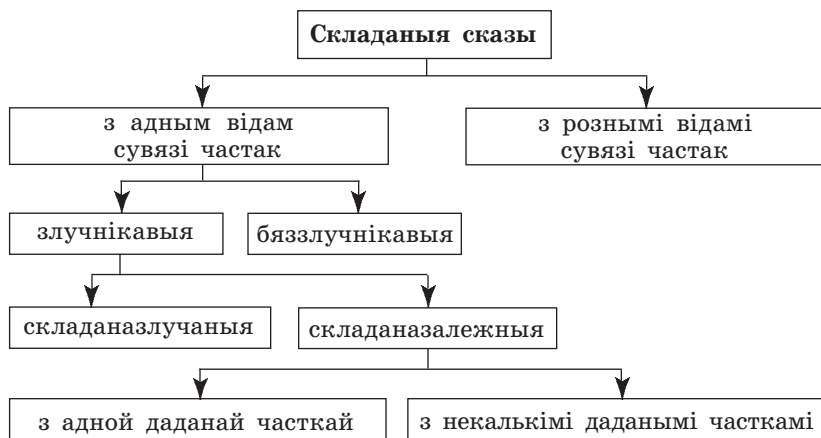 Складаныя сказы
з адным відам
сувязі частак
з рознымі відамі
сувязі частак
злучнікавыя
бяззлучнікавыя
складаназлучаныя
складаназалежныя
з адной даданай часткай
з некалькімі даданымі часткамі